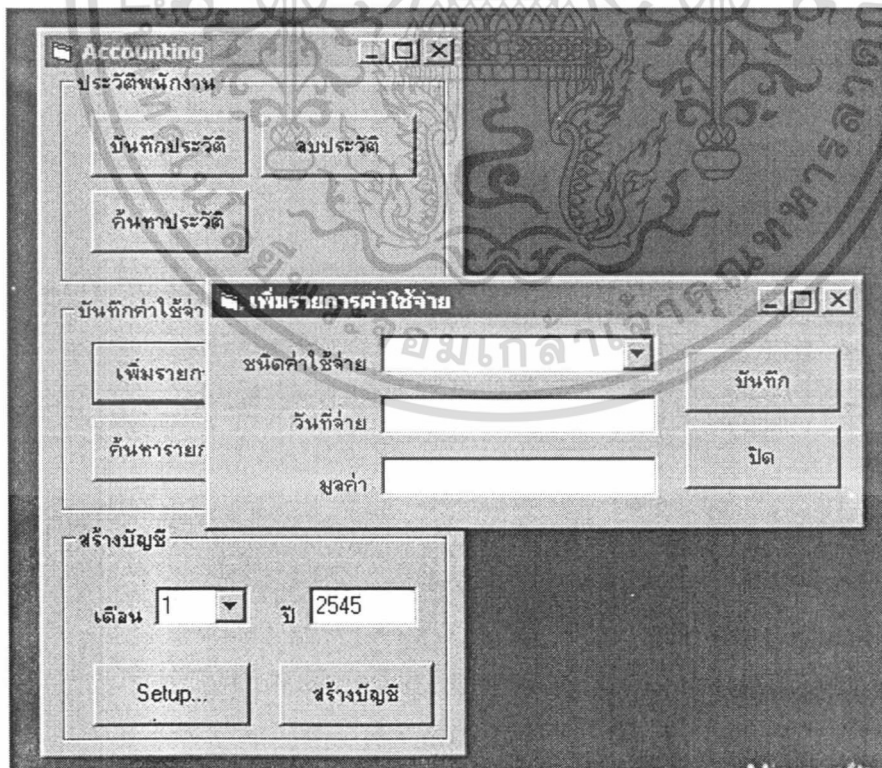 Accounting
ประวัติพนักงาน
บันทึกประวัติ
ลบประวัติ
ค้นหาประวัติ
บันทึกค่าใช้จ่า
เพิ่มรายกา
ค้นหารายก
เพิ่มรายการค่าใช้จ่าย
ชนิดค่าใช้จ่าย
วันที่จ่าย
มูลค่า
บันทึก
ปิด
สร้างบัญชี
เดือน 1 ปี 2545
Setup...
สร้างบัญชี